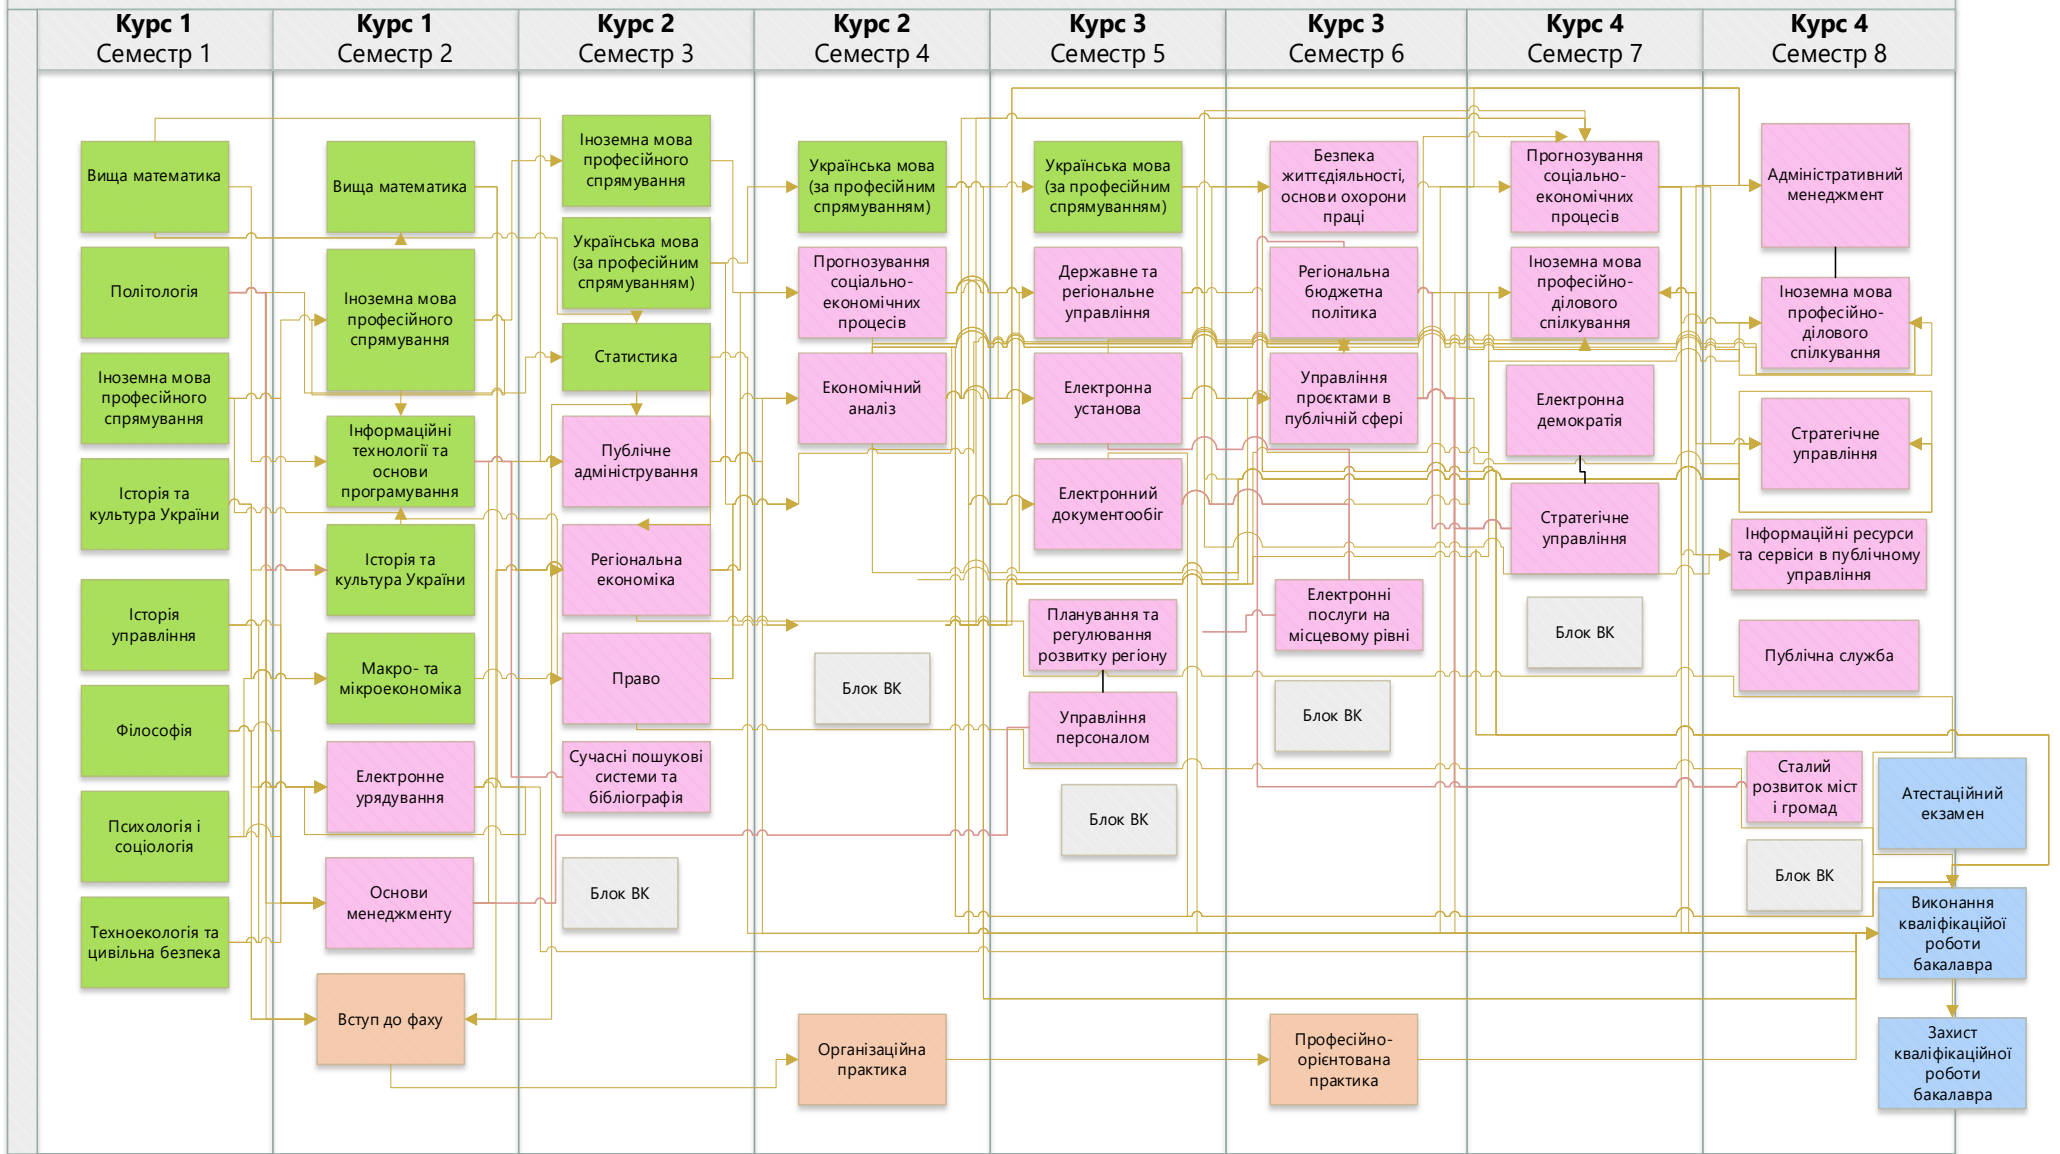 Курс 1
Семестр 1
Курс 1
Семестр 2
Курс 2
Семестр 3
Курс 2
Семестр 4
Курс 3
Семестр 5
Курс 3
Семестр 6
Курс 4
Семестр 7
Курс 4
Семестр 8
Вища математика
Політологія
Іноземна мова
професійного
спрямування
Історія та
культура України
Історія
управління
Філософія
Психологія і
соціологія
Техноекологія та
цивільна безпека
Вища математика
Іноземна мова
професійного
спрямування
Інформаційні
технології та
основи
програмування
Історія та
культура України
Макро- та
мікроекономіка
Електронне
урядування
Основи
менеджменту
Вступ до фаху
Іноземна мова
професійного
спрямування
Українська мова
(за професійним
спрямуванням)
Статистика
Публічне
адміністрування
Регіональна
економіка
Право
Сучасні пошукові
системи та
бібліографія
Блок ВК
Українська мова
(за професійним
спрямуванням)
Прогнозування
соціально-
економічних
процесів
Економічний
аналіз
Блок ВК
Організаційна
практика
Українська мова
(за професійним
спрямуванням)
Державне та
регіональне
управління
Електронна
установа
Електронний
документообіг
Планування та
регулювання
розвитку регіону
Управління
персоналом
Блок ВК
Безпека
життєдіяльності,
основи охорони
праці
Регіональна
бюджетна
політика
Управління
проєктами в
публічній сфері
Електронні
послуги на
місцевому рівні
Блок ВК
Професійно-
орієнтована
практика
Прогнозування
соціально-
економічних
процесів
Іноземна мова
професійно-
ділового
спілкування
Електронна
демократія
Стратегічне
управління
Блок ВК
Адміністративний
менеджмент
Іноземна мова
професійно-
ділового
спілкування
Стратегічне
управління
Інформаційні ресурси
та сервіси в публічному
управління
Публічна служба
Сталий
розвиток міст
і громад
Блок ВК
Атестаційний
екзамен
Виконання
кваліфікаційої
роботи
бакалавра
Захист
кваліфікаційної
роботи
бакалавра